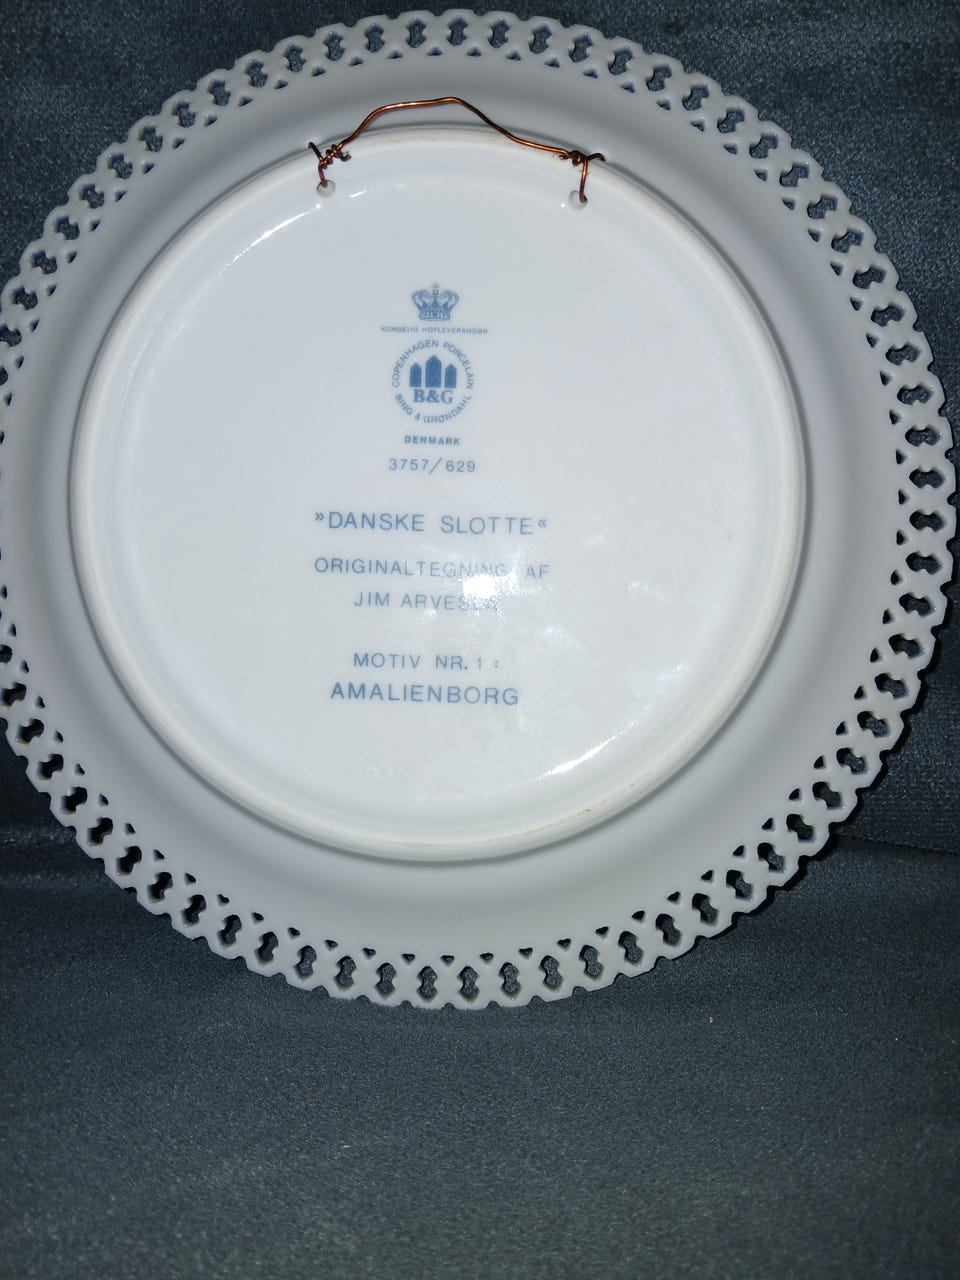 KONGELIG HOFLEVERANDØR
COPENHAGEN PORCELAIN
B&G
BING & GRØNDAHL
DENMARK
3757/629
»DANSKE SLOTTE«
ORIGINALTEGNING AF
JIM
MOTIV NR. 1:
AMALIENBORG